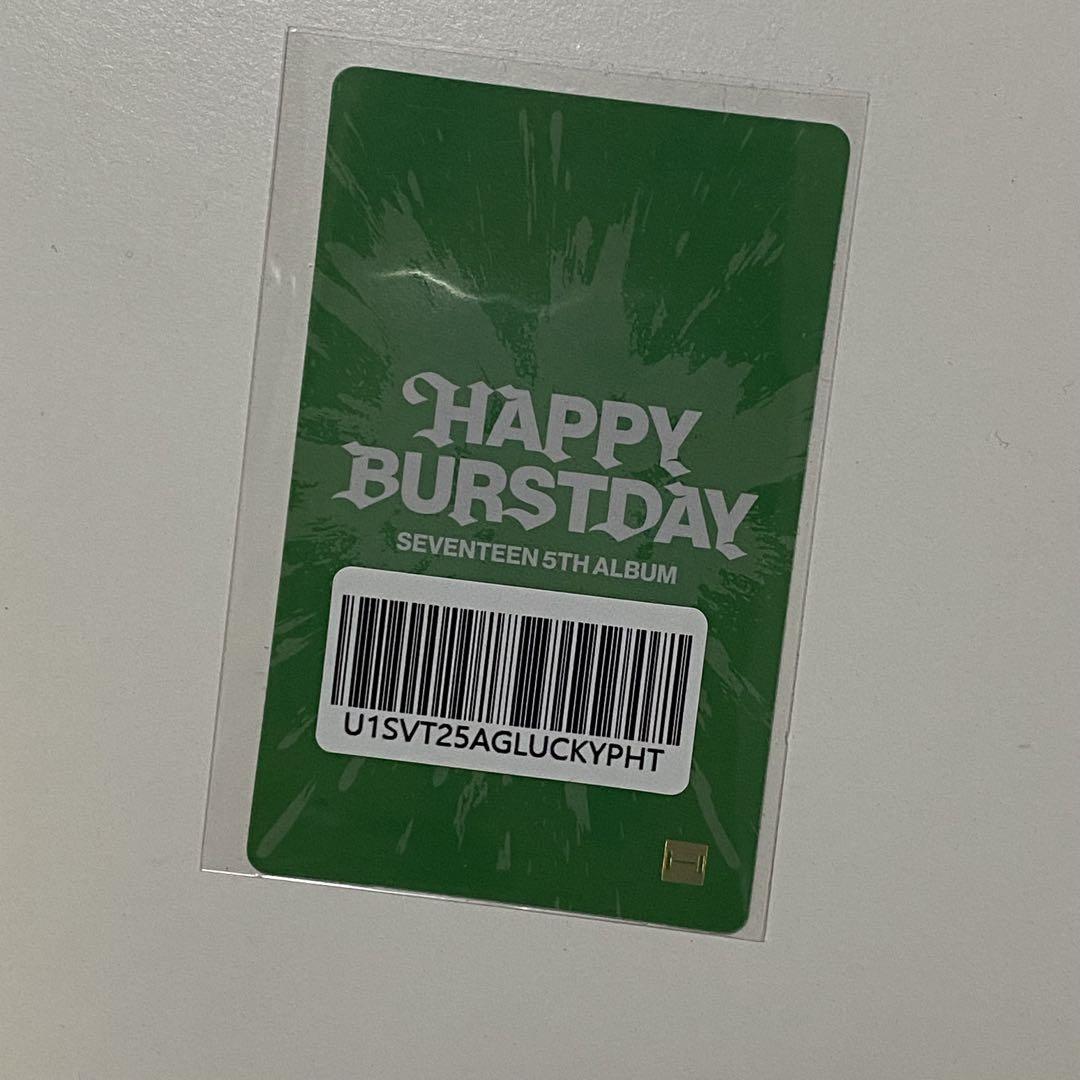 HAPPY
BURSTDAY
SEVENTEEN 5TH ALBUM
U1SVT25AGLUCKYPHT